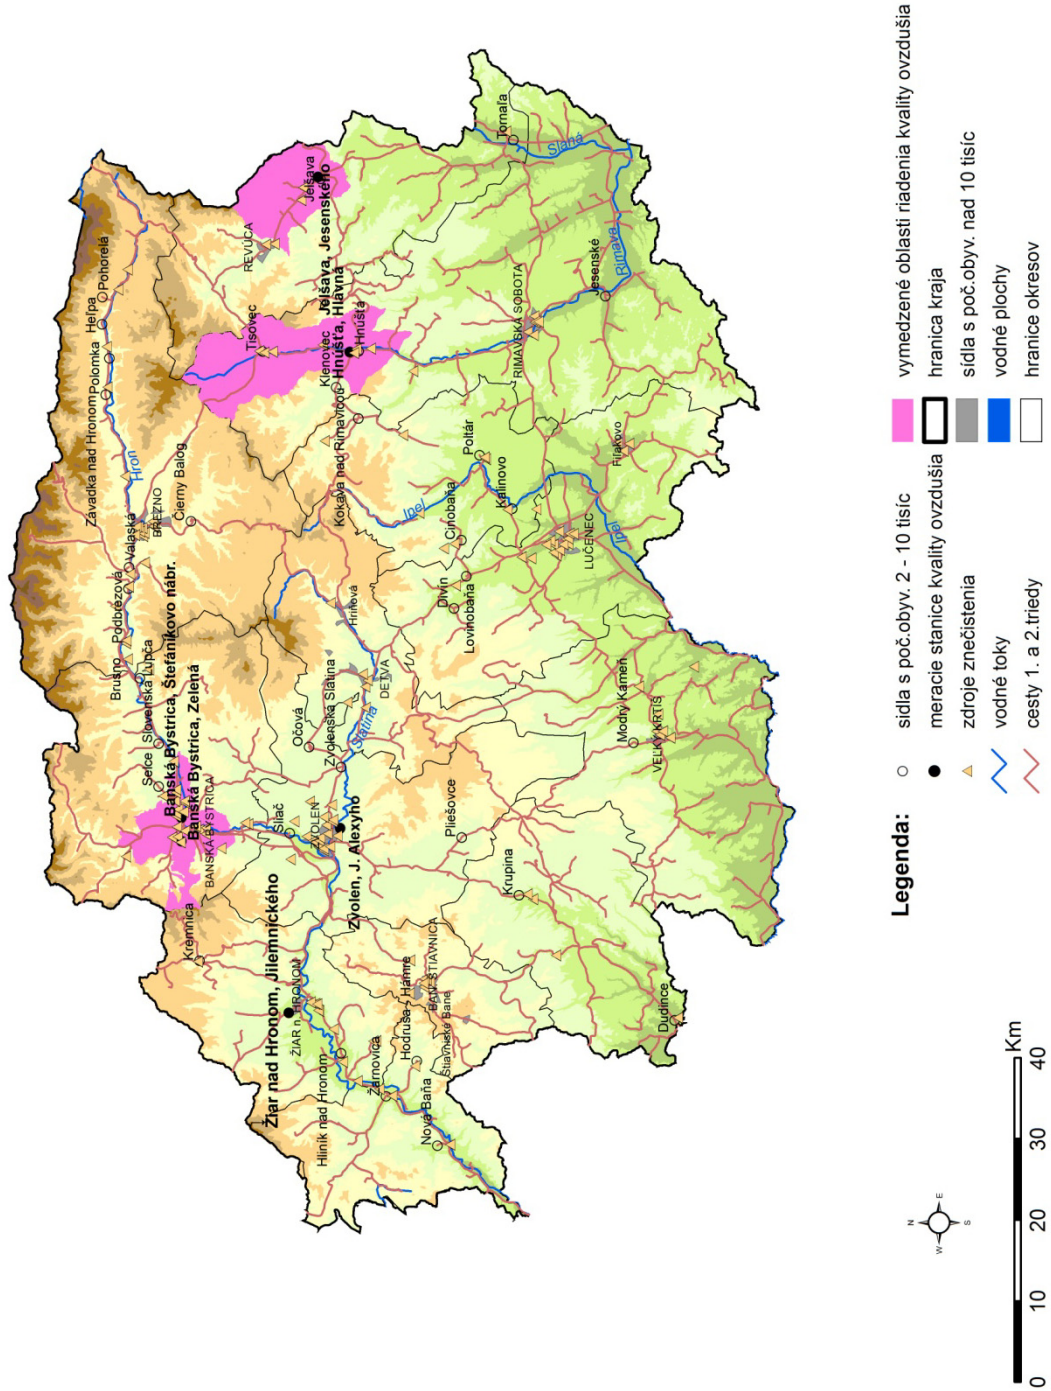 Závadka nad Hronom
Polomka
Heľpa
Pohorelá
Hron
Valaská
BREZNO
Čierny Balog
Podbrezová
Brusno
Slovenská Ľupča
Selce
Banská Bystrica, Štefánikovo nábr.
Banská Bystrica, Zelená
BANSKÁ BYSTRICA
Kremnica
Tisovec
REVÚCA
Jelšava
Jelšava, Jesenského
Klenovec
Hnúšťa, Hlavná
Hnúšťa
Kokava nad Rimavicou
Hriňová
Očová
Zvolenská Slatina
DETVA
Slatina
Sliač
ZVOLEN
Zvolen, J. Alexyho
Žiar nad Hronom, Jilemnického
ŽIAR n. HRONOM
Hliník nad Hronom
Žarnovica
Hodruša - Hámre
BAN. ŠTIAVNICA
Štiavnické Bane
Nová Baňa
Pliešovce
Krupina
Dudince
Ipeľ
Poltár
Kalinovo
Cinobaňa
Divín
Lovinobaňa
LUČENEC
Ipeľ
Fiľakovo
Modrý Kameň
VEĽKÝ KRTÍŠ
RIMAVSKÁ SOBOTA
Jesenské
Rimava
Slaná
Tornaľa
Legenda:
sídla s poč.obyv. 2 - 10 tisíc
meracie stanice kvality ovzdušia
zdroje znečistenia
vodné toky
cesty 1. a 2.triedy
vymedzené oblasti riadenia kvality ovzdušia
hranica kraja
sídla s poč.obyv. nad 10 tisíc
vodné plochy
hranice okresov
N
W
E
S
0
10
20
30
40
Km